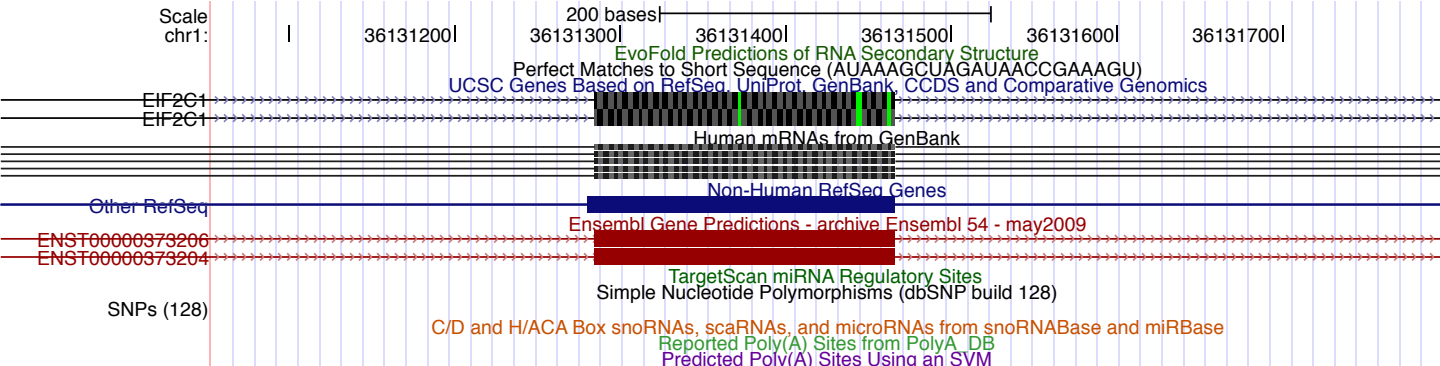 Scale 200 bases
chr1: 36131200 36131300 36131400 36131500 36131600 36131700
EvoFold Predictions of RNA Secondary Structure
Perfect Matches to Short Sequence (AUAAAGCUAGAUAACCGAAAGU)
UCSC Genes Based on RefSeq, UniProt, GenBank, CCDS and Comparative Genomics
EIF2C1
EIF2C1
Human mRNAs from GenBank
Non-Human RefSeq Genes
Other RefSeq
Ensembl Gene Predictions - archive Ensembl 54 - may2009
ENST00000373206
ENST00000373204
TargetScan miRNA Regulatory Sites
Simple Nucleotide Polymorphisms (dbSNP build 128)
SNPs (128)
C/D and H/ACA Box snoRNAs, scaRNAs, and microRNAs from snoRNABase and miRBase
Reported Poly(A) Sites from PolyA_DB
Predicted Poly(A) Sites Using an SVM